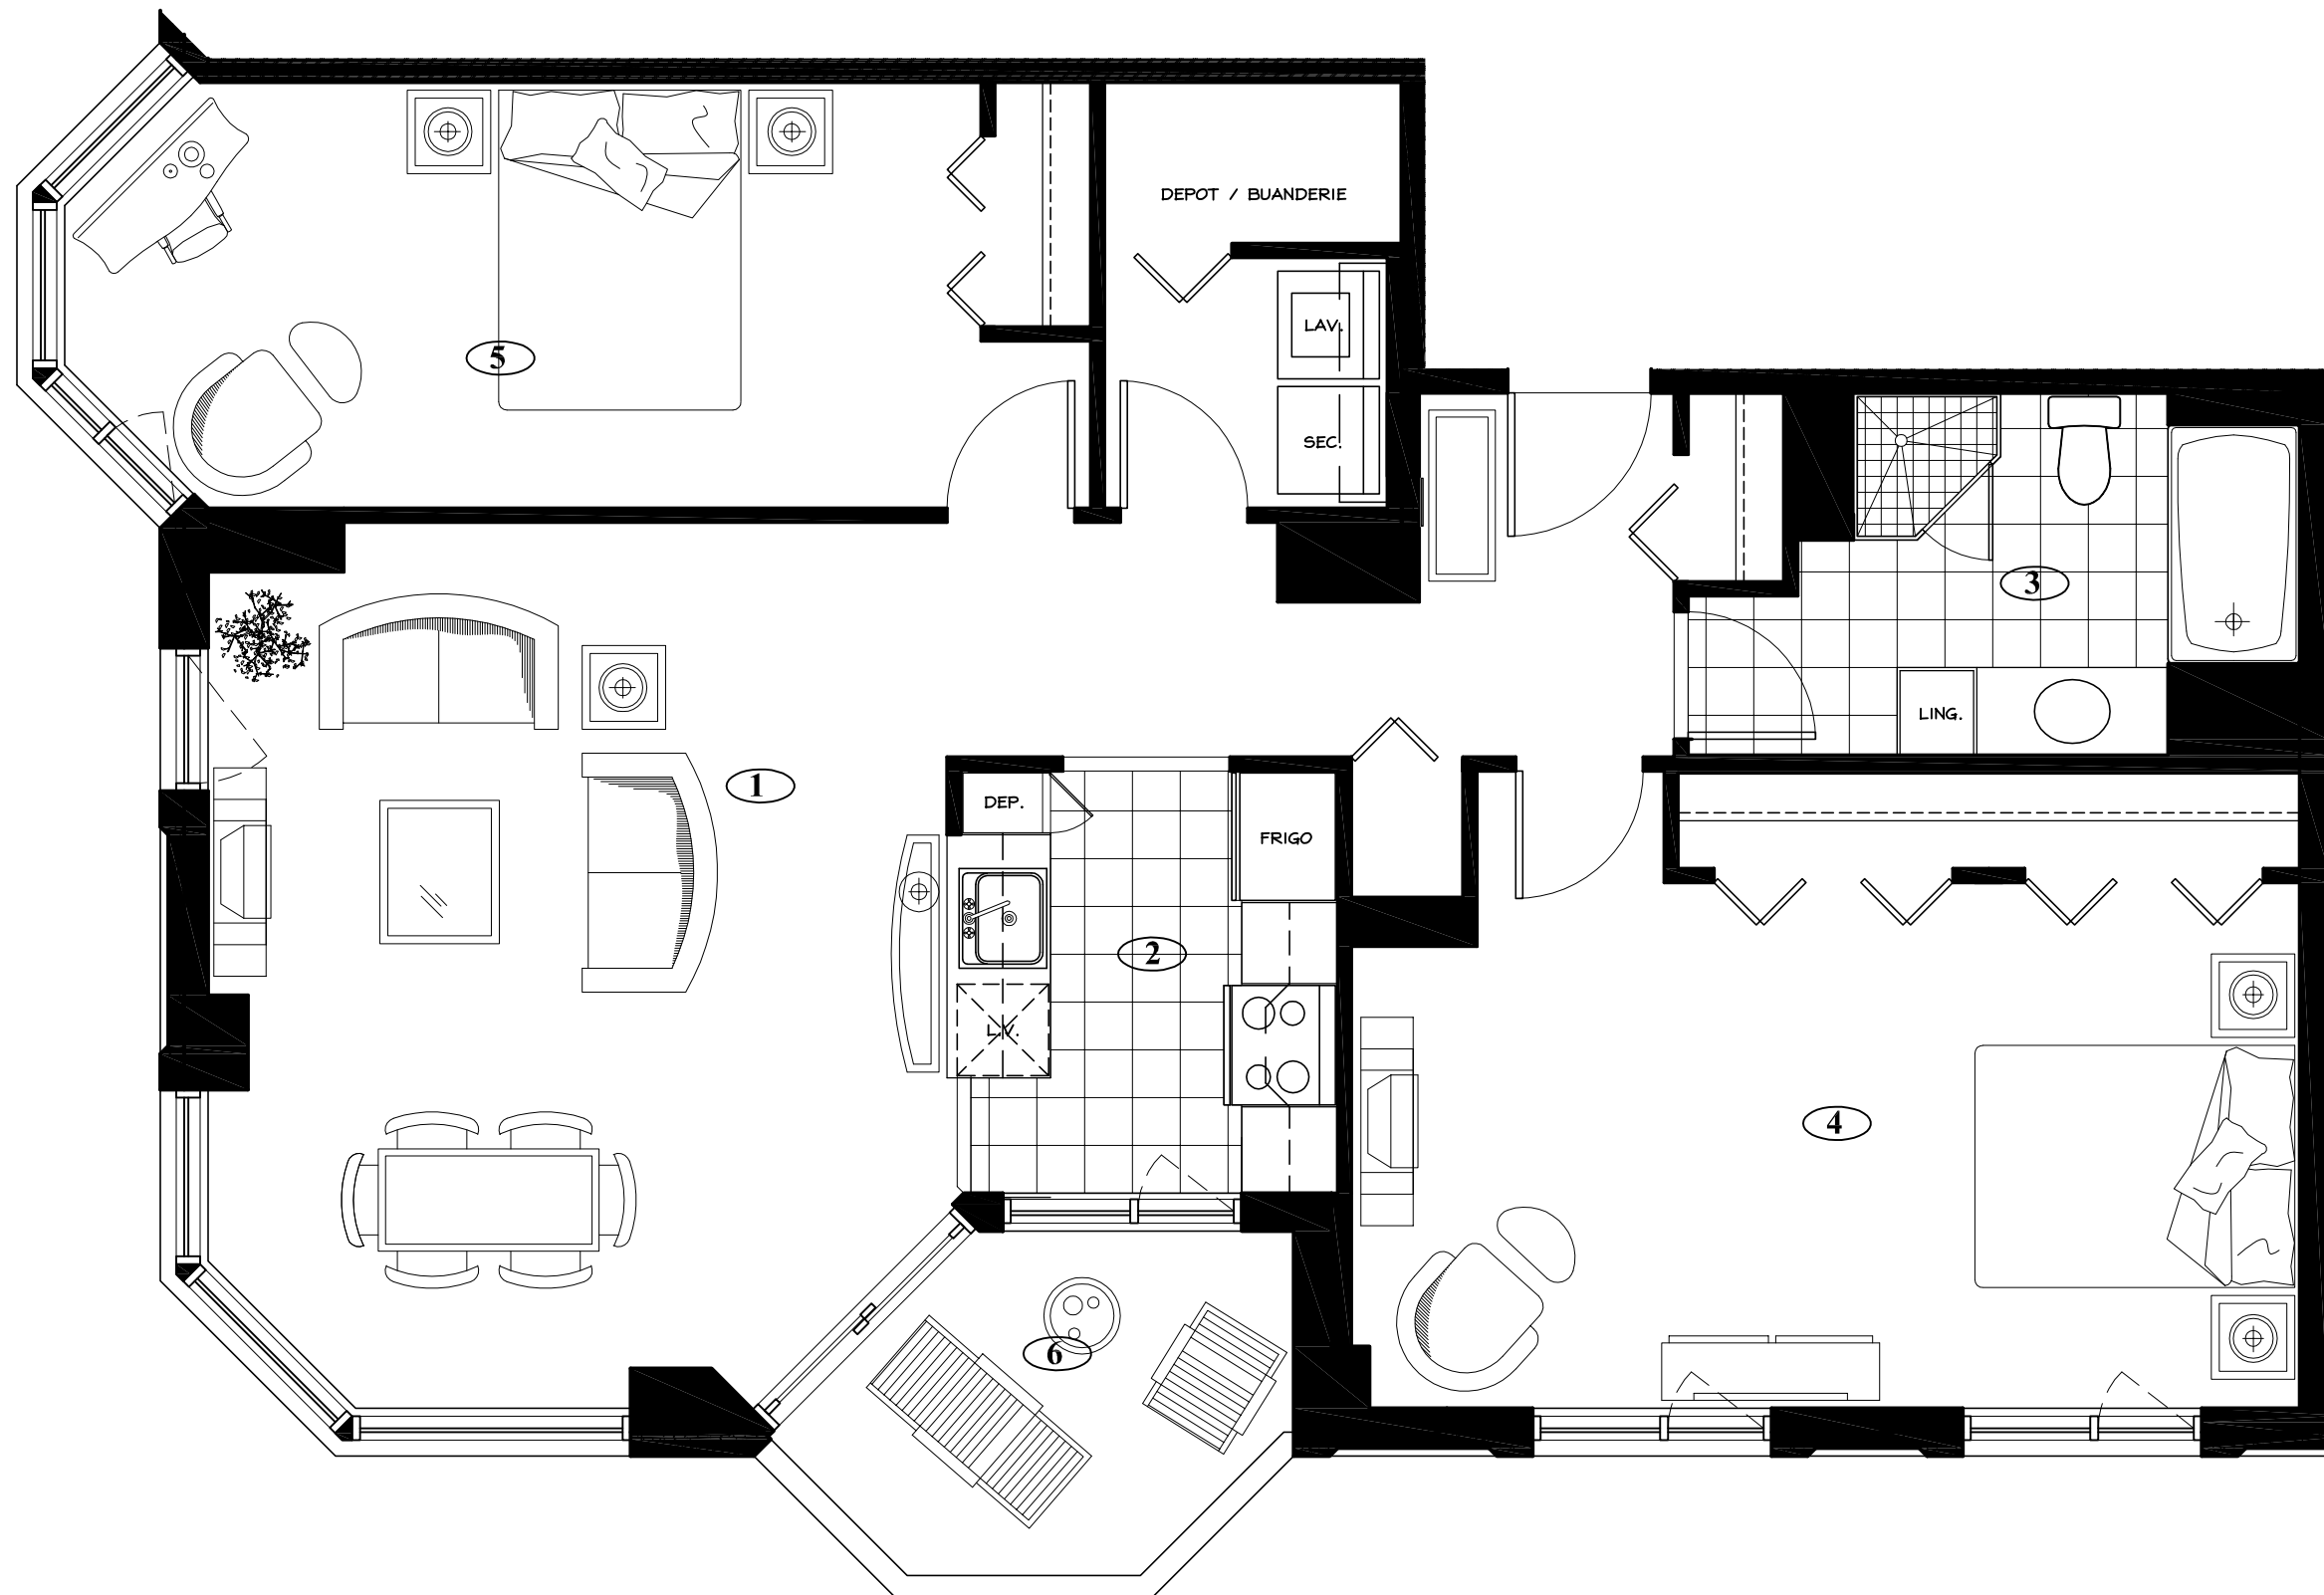 DEPOT / BUANDERIE
LAV.
5
SEC.
3
LING.
1
DEP.
FRIGO
2
L.V.
4
6